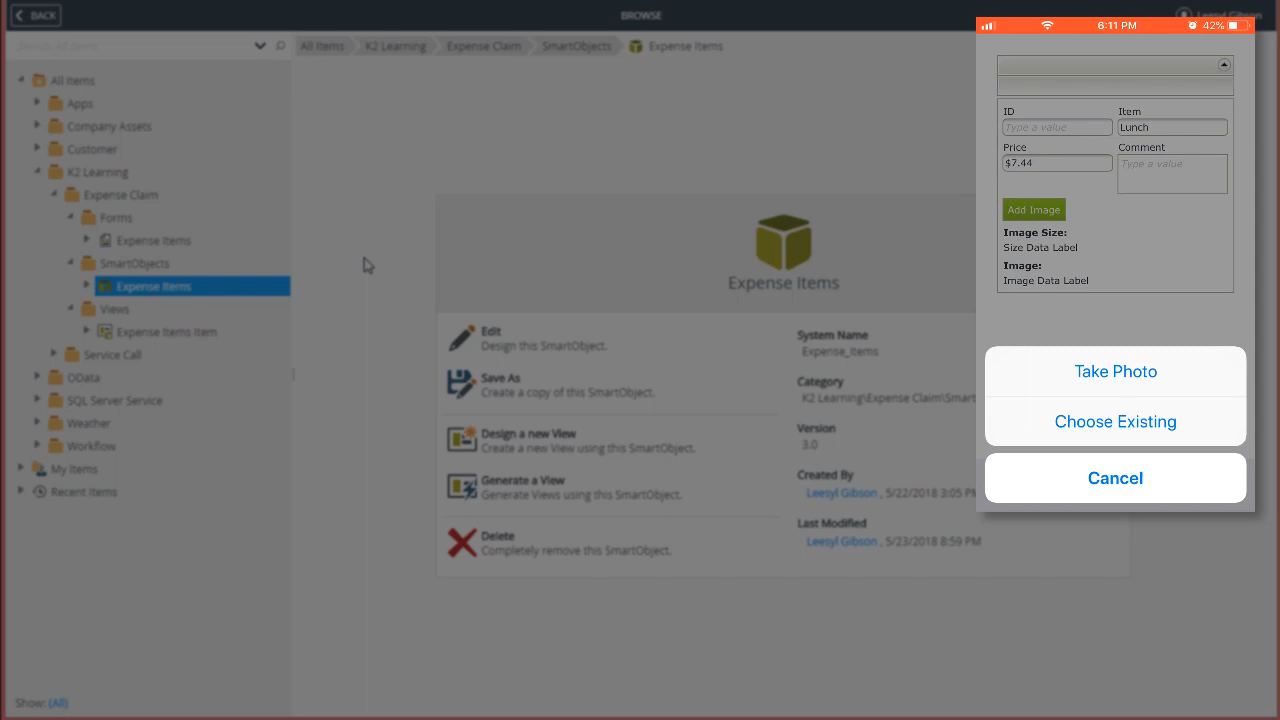 BACK
BROWSE
Leesyl Gibson
All Items
K2 Learning
Expense Claim
SmartObjects
Expense Items
All Items
Apps
Company Assets
Customer
K2 Learning
Expense Claim
Forms
Expense Items
SmartObjects
Expense Items
Views
Expense Items Item
Service Call
OData
SQL Server Service
Weather
Workflow
My Items
Recent Items
Show: (All)
Expense Items
Edit
Design this SmartObject.
Save As
Create a copy of this SmartObject.
Design a new View
Create a new View using this SmartObject.
Generate a View
Generate Views using this SmartObject.
Delete
Completely remove this SmartObject.
System Name
Expense_Items
Category
K2 Learning\Expense Claim\Smart
Version
3.0
Created By
Leesyl Gibson , 5/22/2018 3:05 PM
Last Modified
Leesyl Gibson , 5/23/2018 8:59 PM
6:11 PM
42%
ID
Type a value
Item
Lunch
Price
$7.44
Comment
Type a value
Add Image
Image Size:
Size Data Label
Image:
Image Data Label
Take Photo
Choose Existing
Cancel